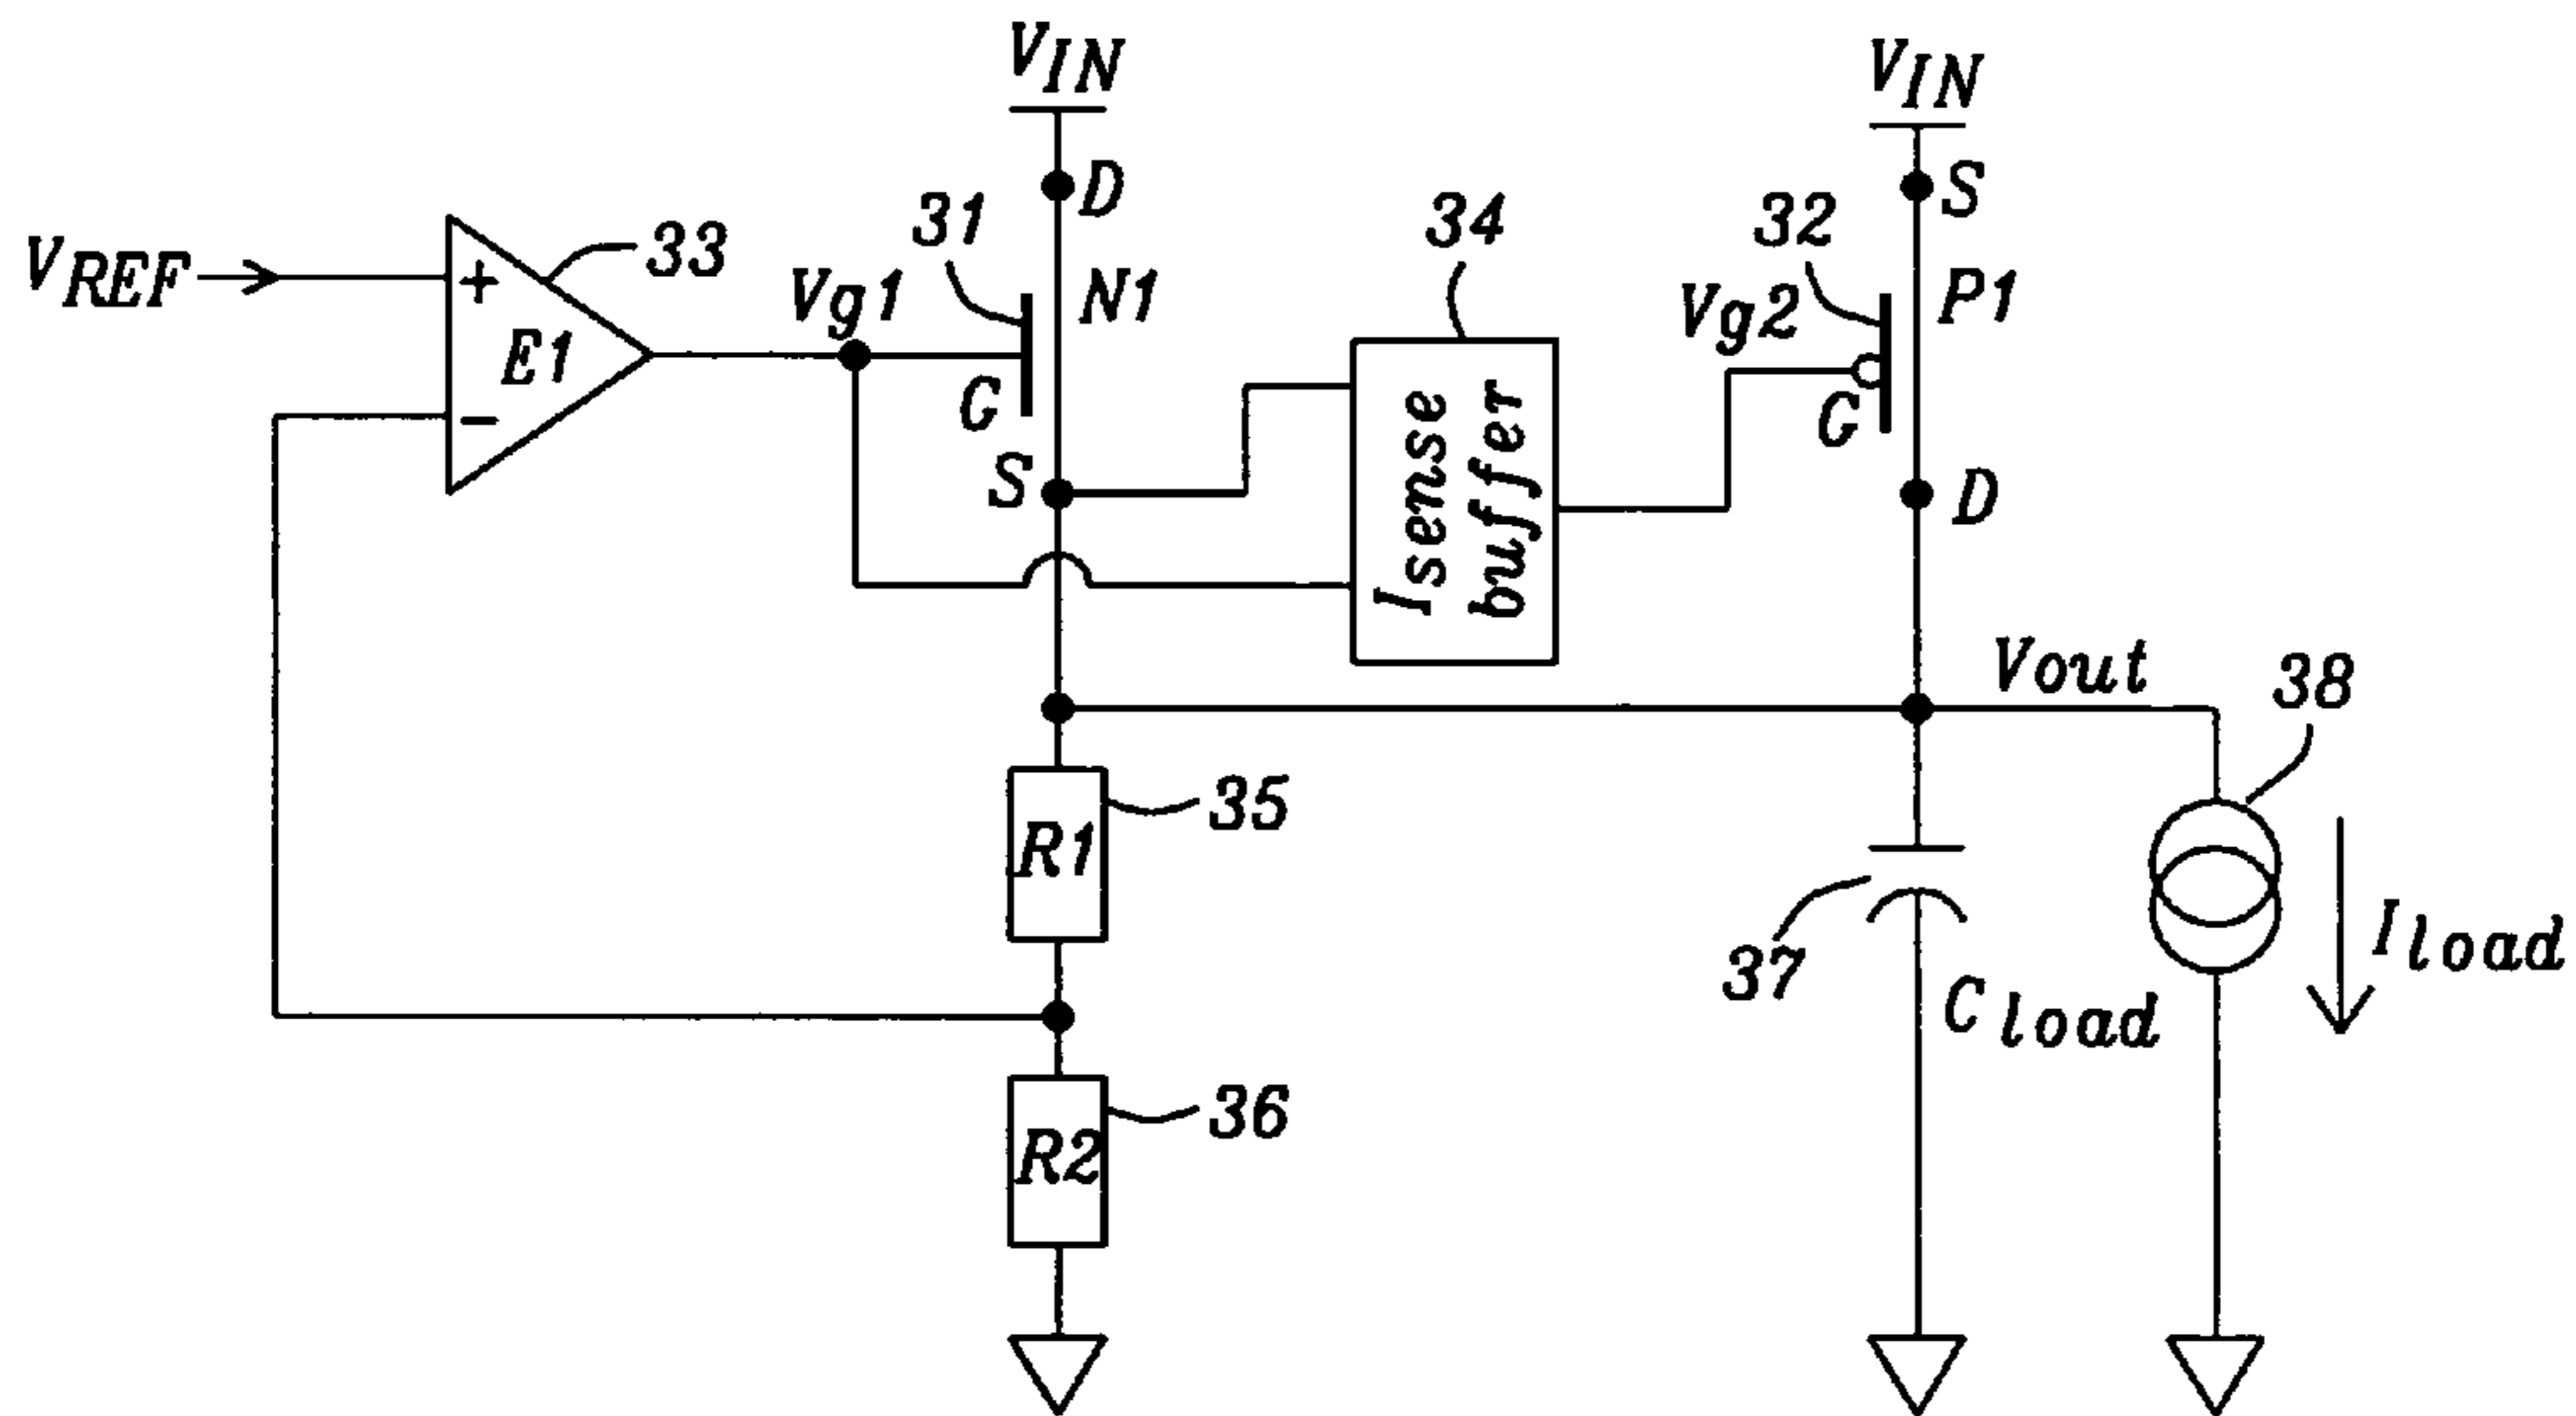 VIN
VIN
D
S
VREF
+
33
Vg1
31
N1
34
Vg2
32
P1
E1
G
G
−
S
D
Isense
buffer
Vout
38
R1
35
37
Cload
Iload
R2
36